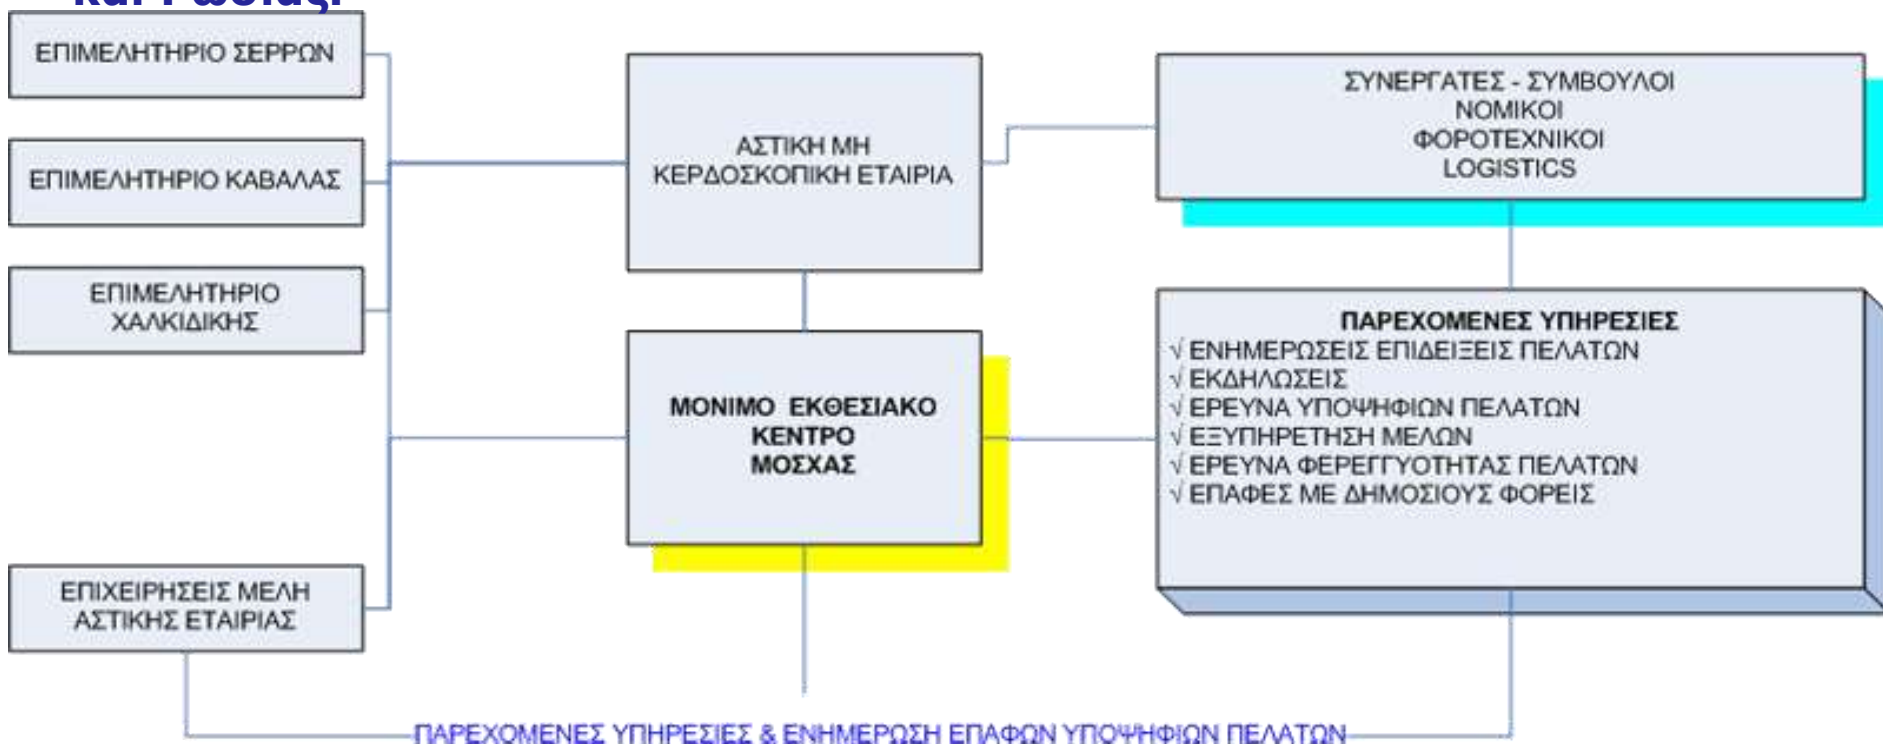 ΕΠΙΜΕΛΗΤΗΡΙΟ ΣΕΡΡΩΝ
ΕΠΙΜΕΛΗΤΗΡΙΟ ΚΑΒΑΛΑΣ
ΕΠΙΜΕΛΗΤΗΡΙΟ
ΧΑΛΚΙΔΙΚΗΣ
ΕΠΙΧΕΙΡΗΣΕΙΣ ΜΕΛΗ
ΑΣΤΙΚΗΣ ΕΤΑΙΡΙΑΣ
ΑΣΤΙΚΗ ΜΗ
ΚΕΡΔΟΣΚΟΠΙΚΗ ΕΤΑΙΡΙΑ
ΜΟΝΙΜΟ ΕΚΘΕΣΙΑΚΟ
ΚΕΝΤΡΟ
ΜΟΣΧΑΣ
ΣΥΝΕΡΓΑΤΕΣ - ΣΥΜΒΟΥΛΟΙ
ΝΟΜΙΚΟΙ
ΦΟΡΟΤΕΧΝΙΚΟΙ
LOGISTICS
ΠΑΡΕΧΟΜΕΝΕΣ ΥΠΗΡΕΣΙΕΣ
√ ΕΝΗΜΕΡΩΣΕΙΣ ΕΠΙΔΕΙΞΕΙΣ ΠΕΛΑΤΩΝ
√ ΕΚΔΗΛΩΣΕΙΣ
√ ΕΡΕΥΝΑ ΥΠΟΨΗΦΙΩΝ ΠΕΛΑΤΩΝ
√ ΕΞΥΠΗΡΕΤΗΣΗ ΜΕΛΩΝ
√ ΕΡΕΥΝΑ ΦΕΡΕΓΓΥΟΤΗΤΑΣ ΠΕΛΑΤΩΝ
√ ΕΠΑΦΕΣ ΜΕ ΔΗΜΟΣΙΟΥΣ ΦΟΡΕΙΣ
ΠΑΡΕΧΟΜΕΝΕΣ ΥΠΗΡΕΣΙΕΣ & ΕΝΗΜΕΡΩΣΗ ΕΠΑΦΩΝ ΥΠΟΨΗΦΙΩΝ ΠΕΛΑΤΩΝ